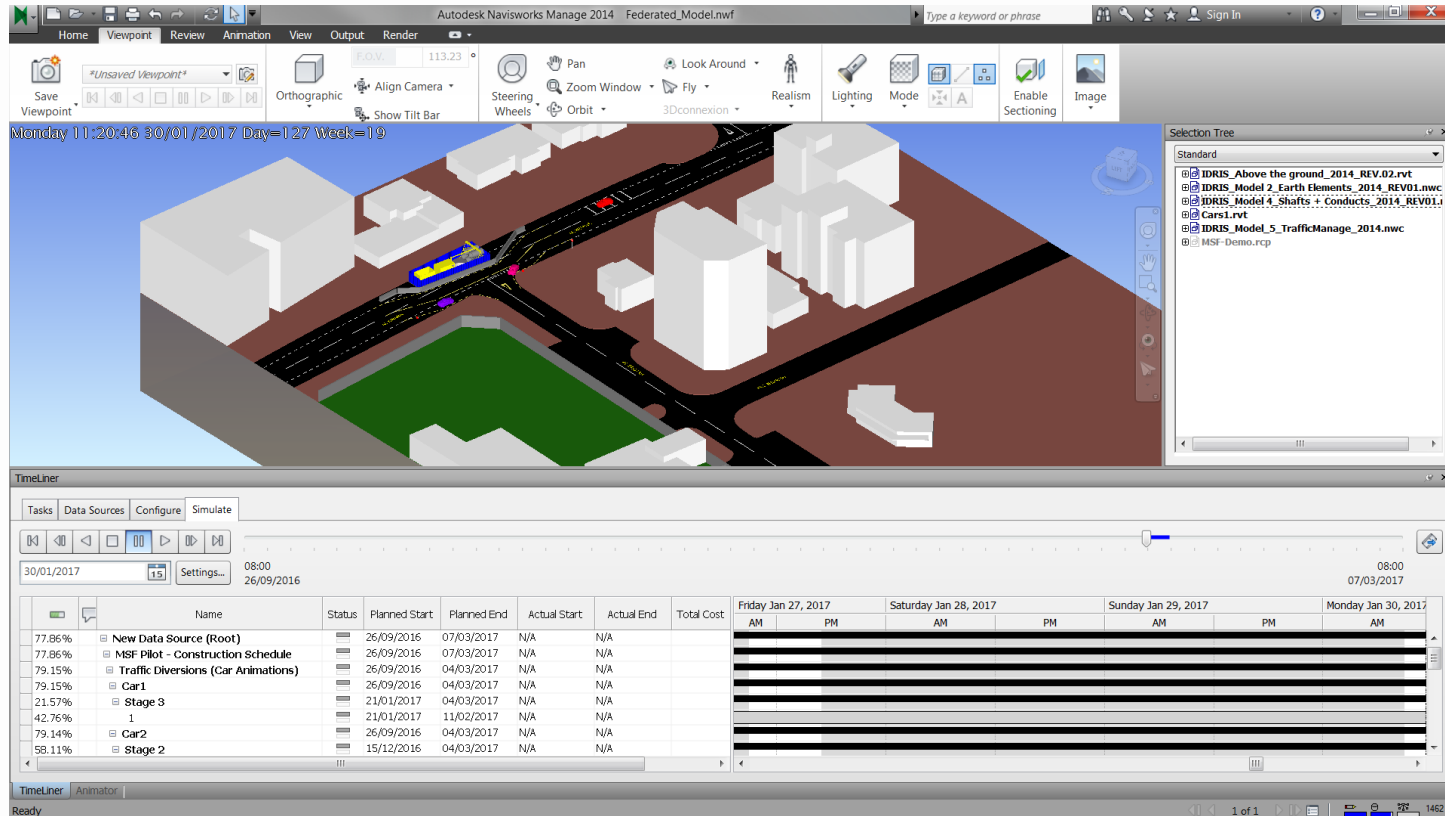 Autodesk Navisworks Manage 2014 Federated_Model.nwf
Type a keyword or phrase
Sign In
Home Viewpoint Review Animation View Output Render
Save Viewpoint
*Unsaved Viewpoint*
Orthographic
F.O.V. 113.23 °
Align Camera
Show Tilt Bar
Steering Wheels
Pan
Zoom Window
Orbit
Look Around
Fly
3Dconnexion
Realism
Lighting
Mode
A
Enable Sectioning
Image
Monday 11:20:46 30/01/2017 Day=127 Week=19
Selection Tree
Standard
IDRIS_Above the ground_2014_REV.02.rvt
IDRIS_Model 2_Earth Elements_2014_REV01.nwc
IDRIS_Model 4_Shafts + Conducts_2014_REV01.
Cars1.rvt
IDRIS_Model_5_TrafficManage_2014.nwc
MSF-Demo.rcp
TimeLiner
Tasks Data Sources Configure Simulate
30/01/2017 15 Settings...
08:00
26/09/2016
08:00
07/03/2017
Name Status Planned Start Planned End Actual Start Actual End Total Cost
Friday Jan 27, 2017 Saturday Jan 28, 2017 Sunday Jan 29, 2017 Monday Jan 30, 2017
AM PM AM PM AM PM AM
77.86% New Data Source (Root) 26/09/2016 07/03/2017 N/A N/A
77.86% MSF Pilot - Construction Schedule 26/09/2016 07/03/2017 N/A N/A
79.15% Traffic Diversions (Car Animations) 26/09/2016 04/03/2017 N/A N/A
79.15% Car1 26/09/2016 04/03/2017 N/A N/A
21.57% Stage 3 21/01/2017 04/03/2017 N/A N/A
42.76% 1 21/01/2017 11/02/2017 N/A N/A
79.14% Car2 26/09/2016 04/03/2017 N/A N/A
58.11% Stage 2 15/12/2016 04/03/2017 N/A N/A
TimeLiner Animator
Ready
1 of 1
1462